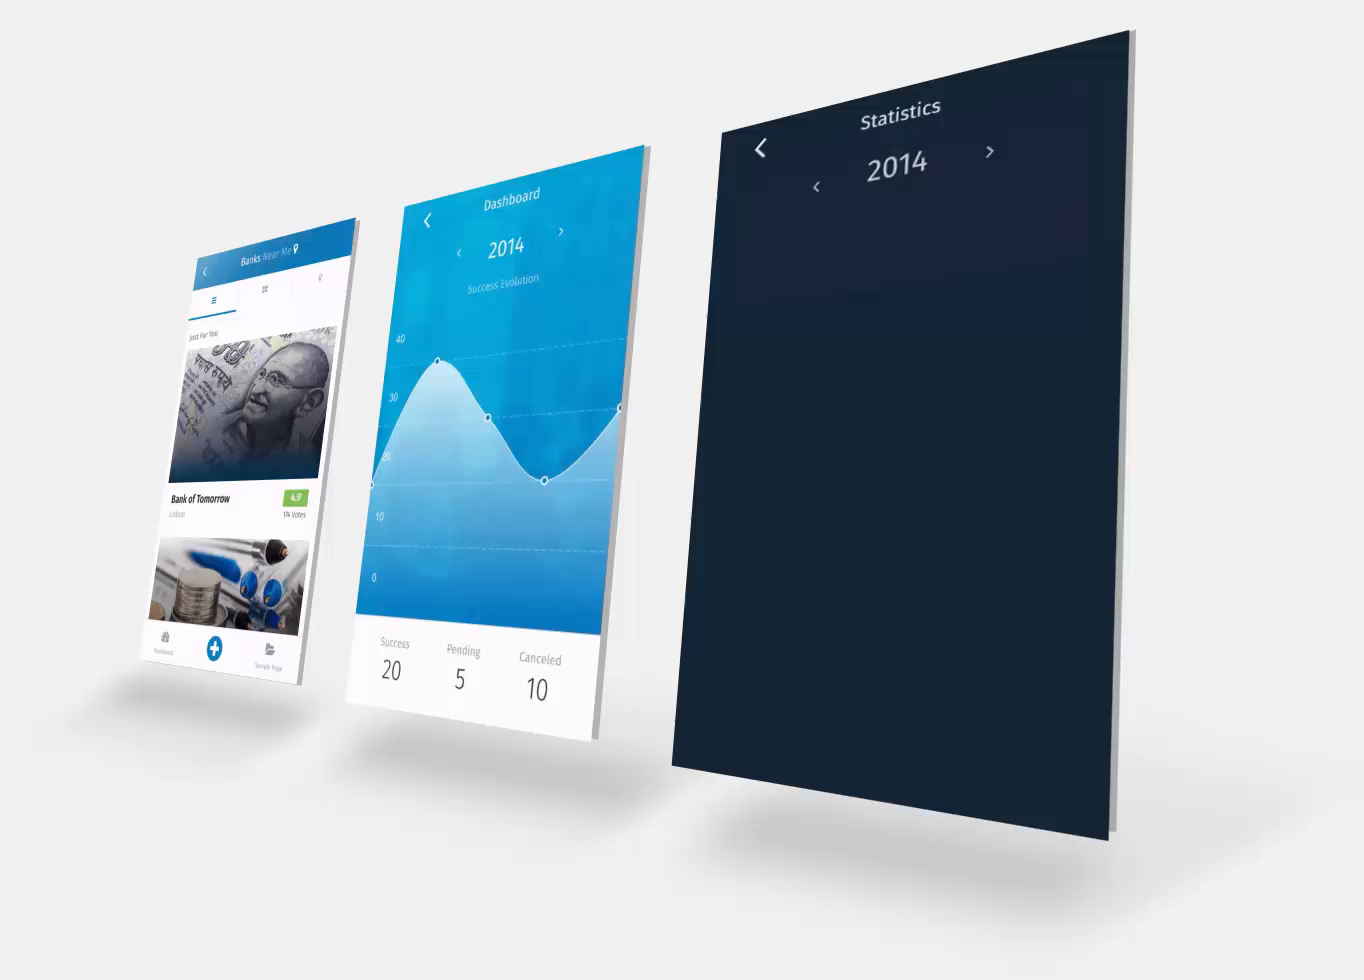 Banks Near Me
Just For You
Bank of Tomorrow
4.9
Lisbon
174 Votes
Dashboard
Sample Page
Dashboard
2014
Success Evolution
40
30
20
10
0
Success
Pending
Canceled
20
5
10
Statistics
2014